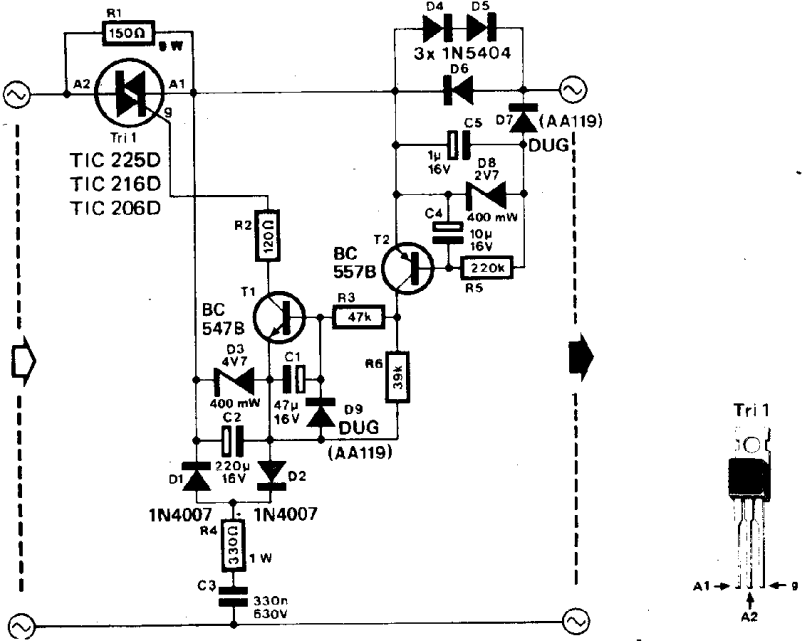 R1
150Ω
9 W
A2
A1
g
Tri 1
TIC 225D
TIC 216D
TIC 206D
D4
D5
3x 1N5404
D6
D7
(AA119)
DUG
C5
1µ
16V
D8
2V7
400 mW
C4
10µ
16V
T2
BC
557B
220k
R5
R2
120Ω
T1
BC
547B
R3
47k
R6
39k
D3
4V7
400 mW
C1
47µ
16V
D9
DUG
(AA119)
C2
220µ
16V
D1
D2
1N4007
1N4007
R4
330Ω
1 W
C3
330n
630V
Tri 1
A1
g
A2